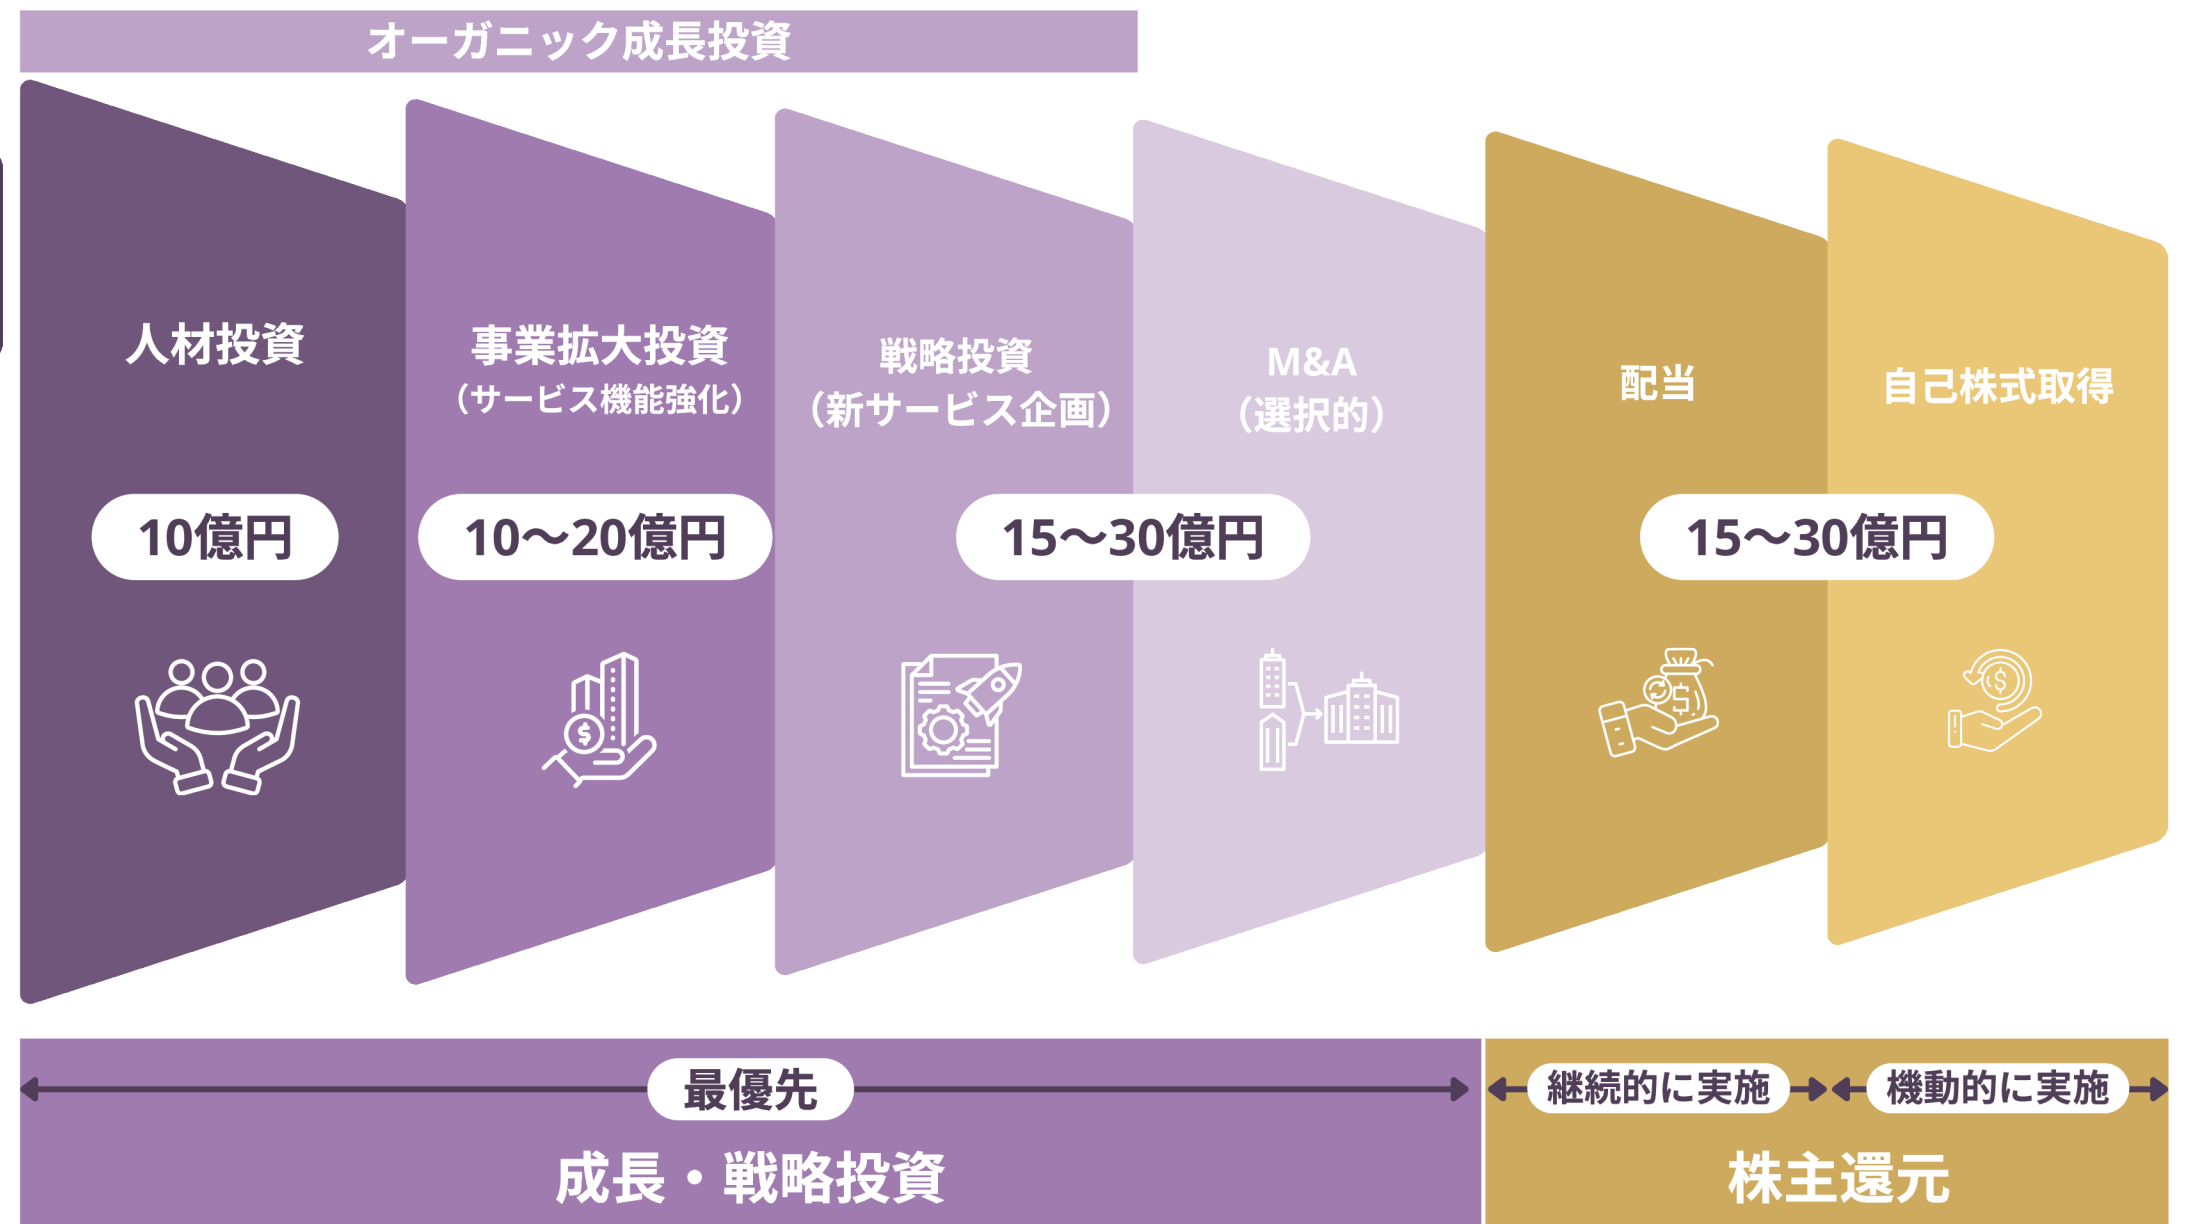 オーガニック成長投資
人材投資
10億円
事業拡大投資
（サービス機能強化）
10～20億円
戦略投資
（新サービス企画）
M&A
（選択的）
15～30億円
配当
自己株式取得
15～30億円
最優先
成長・戦略投資
継続的に実施
機動的に実施
株主還元